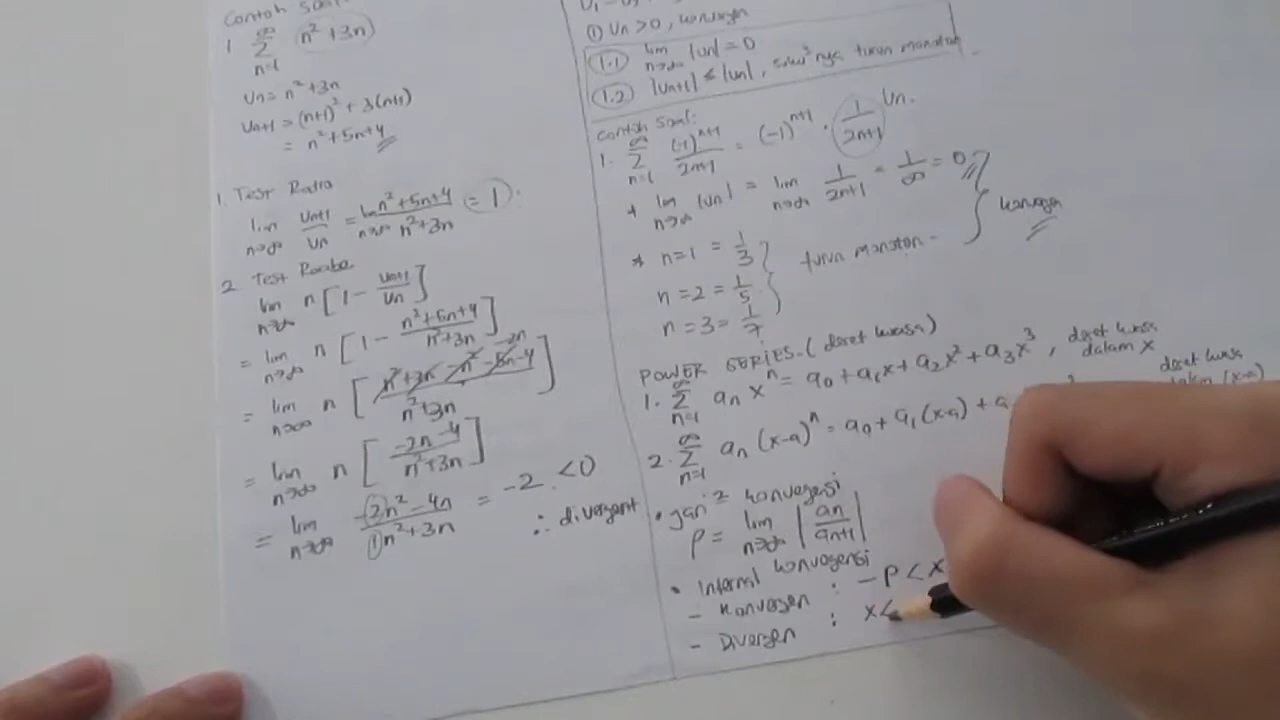 Contoh Soal:
1 ∞∑n=1 (n² + 3n)
Un = n² + 3n
Un+1 = (n+1)² + 3(n+1)
= n² + 5n + 4
1. Test Ratio
lim n→∞ Un+1/Un = lim n→∞ (n²+5n+4)/(n²+3n) = 1
2. Test Raabe
lim n→∞ n [1 - Un+1/Un]
= lim n→∞ n [1 - (n²+5n+4)/(n²+3n)]
= lim n→∞ n [(n²+3n - n² - 5n - 4)/(n²+3n)] -2n
= lim n→∞ n [(-2n-4)/(n²+3n)]
= lim n→∞ (-2n² - 4n)/(1n²+3n) = -2 < 0
∴ divergent
① Un > 0, konvergen
1.1 lim n→∞ |Un| = 0
1.2 |Un+1| ≤ |Un|, suku²nya turun monoton
Contoh Soal:
1. ∞∑n=1 (-1)ⁿ⁺¹/(2n+1) = (-1)ⁿ⁺¹ · 1/(2n+1) Un.
* lim n→∞ |Un| = lim n→∞ 1/(2n+1) = 1/∞ = 0
* n=1 = 1/3
n=2 = 1/5
n=3 = 1/7
turun monoton
konvergen
POWER SERIES (deret kuasa)
1. ∞∑n=1 an xⁿ = a0 + a1x + a2x² + a3x³, deret kuasa dalam x
2. ∞∑n=1 an (x-a)ⁿ = a0 + a1(x-a) + a
deret kuasa
dalam (x-a)
• jari² konvergensi
P = lim n→∞ |an/an+1|
• Interval konvergensi
- Konvergen : -P < x
- Divergen : x<